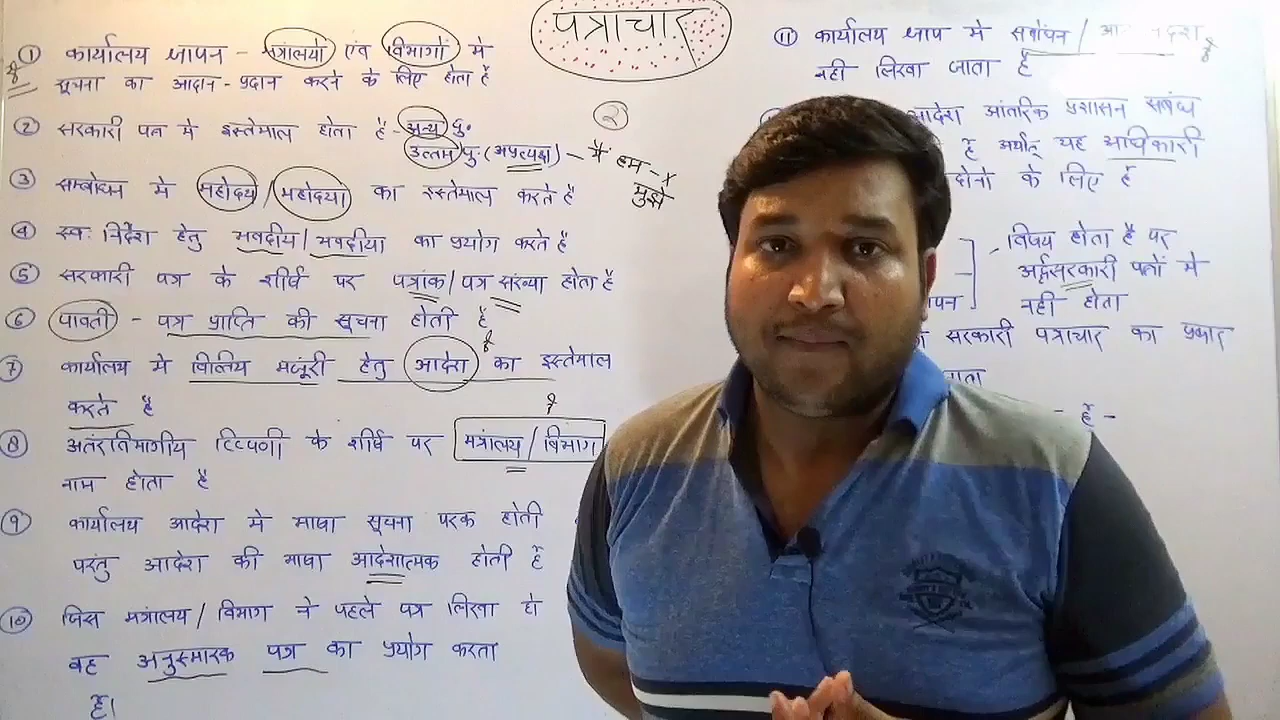 पत्राचार
① कार्यालय ज्ञापन - मंत्रालयों एवं विभागों मे
सूचना का आदान-प्रदान करने के लिए होता है
② सरकारी पत्र मे इस्तेमाल होता है - अन्य पु.
उत्तम पु. (अप्रत्यक्ष) - मैं हम - x
मुझे
③ सम्बोधन मे महोदय / महोदया का इस्तेमाल करते है
④ स्व: निर्देश हेतु भवदीय / भवदीया का प्रयोग करते है
⑤ सरकारी पत्र के शीर्ष पर पत्रांक / पत्र संख्या होता है
⑥ पावती - पत्र प्राप्ति की सूचना होती है
⑦ कार्यालय मे वित्तिय मंजूरी हेतु आदेश का इस्तेमाल
करते है
⑧ अतंरविभागीय टिप्पणी के शीर्ष पर मंत्रालय / विभाग
नाम होता है
⑨ कार्यालय आदेश मे भाषा सूचना परक होती
परंतु आदेश की भाषा आदेशात्मक होती है
⑩ जिस मंत्रालय / विभाग ने पहले पत्र लिखा हो
वह अनुस्मारक पत्र का प्रयोग करता
है।
②
⑪ कार्यालय ज्ञाप मे संबोधन /
नही लिखा जाता है
आदेश आंतरिक प्रशासन संबंध
है अर्थात् यह अधिकारी
दोनो के लिए है
विषय होता है पर
अर्द्धसरकारी पत्रों मे
नही होता
सरकारी पत्राचार का प्रकार
- है -